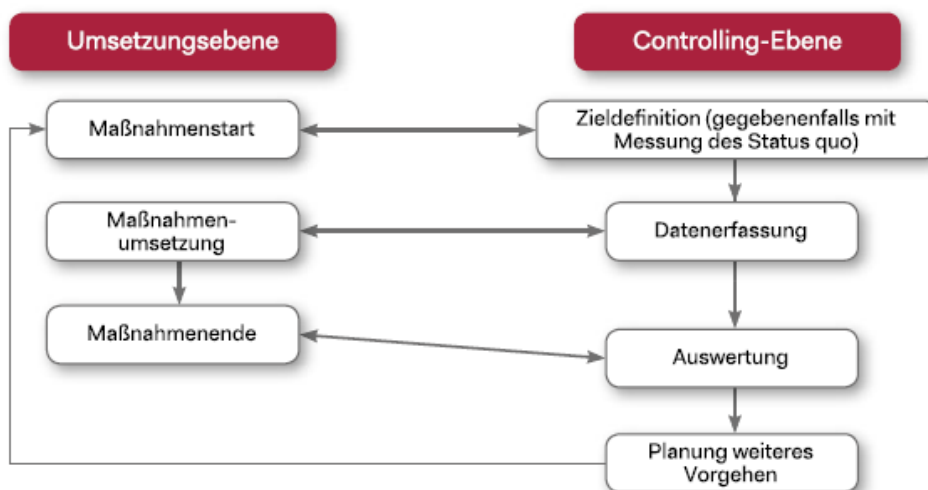 Umsetzungsebene
Controlling-Ebene
Maßnahmenstart
Zieldefinition (gegebenenfalls mit
Messung des Status quo)
Maßnahmen-
umsetzung
Datenerfassung
Maßnahmenende
Auswertung
Planung weiteres
Vorgehen